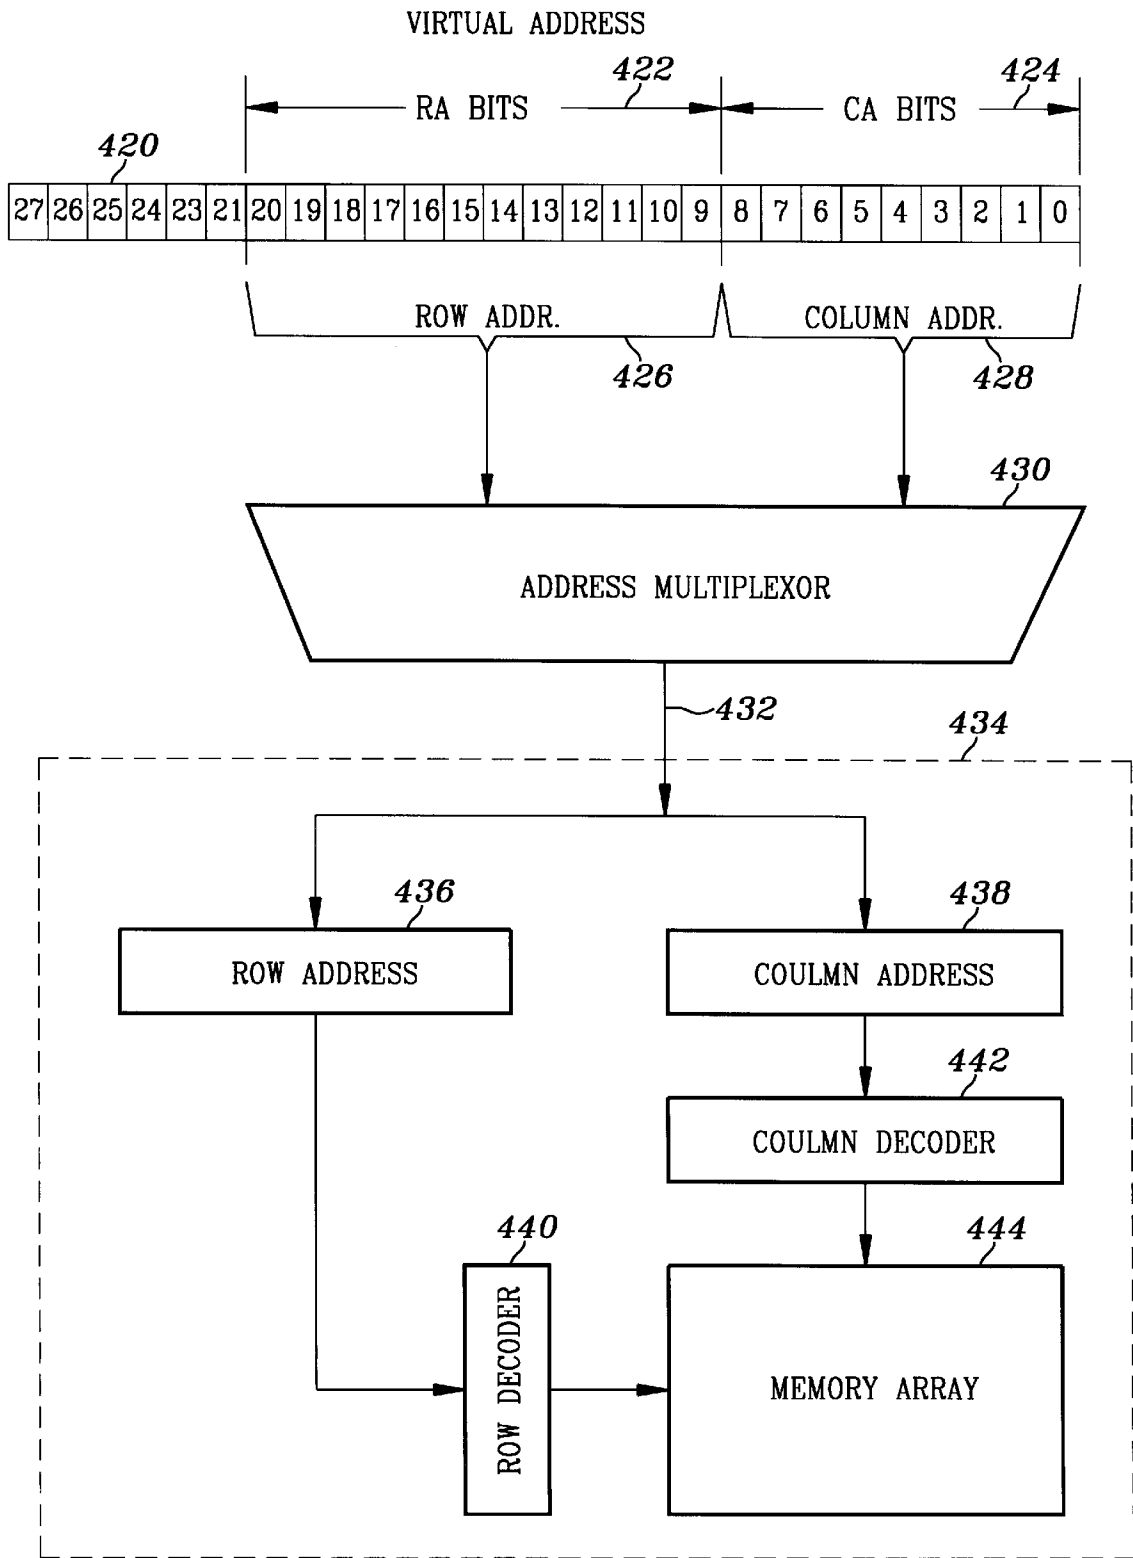 VIRTUAL ADDRESS
422
424
RA BITS
CA BITS
420
27 26 25 24 23 21 20 19 18 17 16 15 14 13 12 11 10 9 8 7 6 5 4 3 2 1 0
ROW ADDR.
COLUMN ADDR.
426
428
430
ADDRESS MULTIPLEXOR
432
434
436
438
ROW ADDRESS
COULMN ADDRESS
442
COULMN DECODER
440
444
ROW DECODER
MEMORY ARRAY